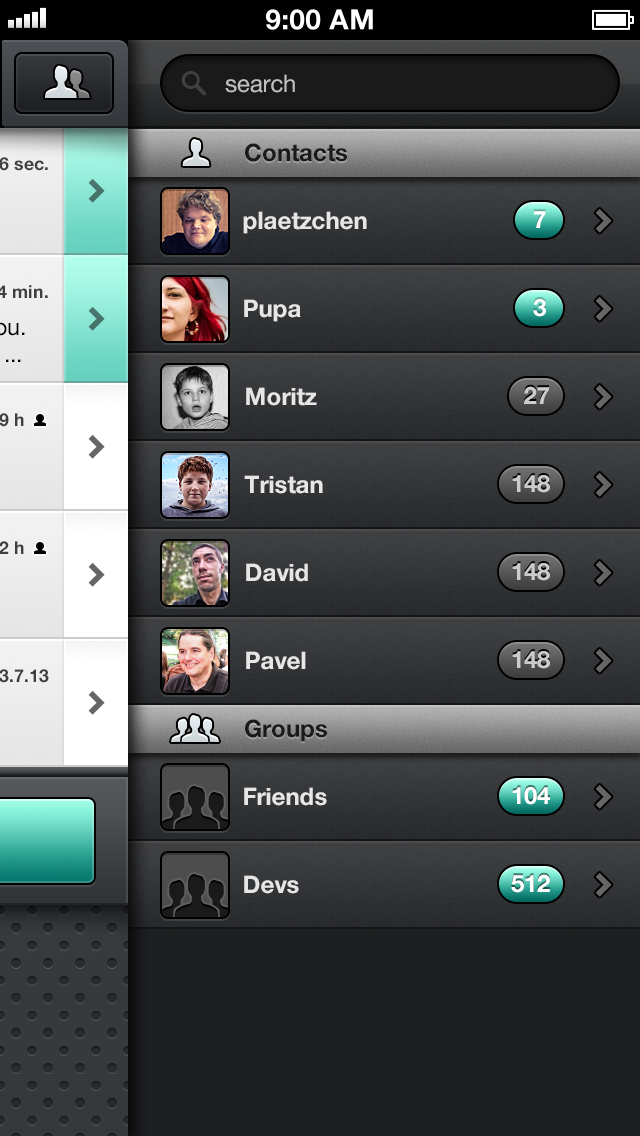 9:00 AM
search
6 sec.
Contacts
plaetzchen 7
4 min.
Pupa 3
ou.
...
Moritz 27
9 h
Tristan 148
2 h
David 148
Pavel 148
3.7.13
Groups
Friends 104
Devs 512